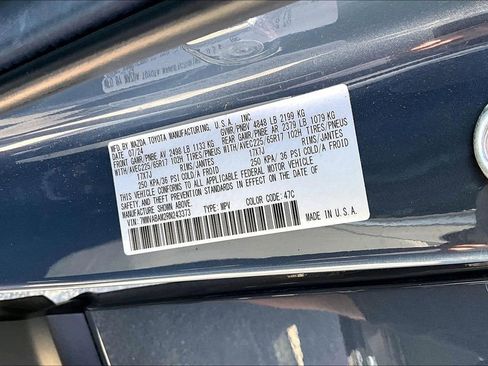 MFD.BY MAZDA TOYOTA MANUFACTURING, U.S.A., INC.
DATE 07/24 GVWR/PNBV 4848 LB 2199 KG
FRONT GAWR/PNBE AV 2498 LB 1133 KG REAR GAWR/PNBE AR 2379 LB 1079 KG
WITH/AVEC225/65R17 102H TIRES/PNEUS WITH/AVEC225/65R17 102H TIRES/PNEUS
17X7J RIMS/JANTES 17X7J RIMS/JANTES
250 KPA/36 PSI COLD/A FROID 250 KPA/36 PSI COLD/A FROID
THIS VEHICLE CONFORMS TO ALL APPLICABLE FEDERAL MOTOR VEHICLE
SAFETY, BUMPER, AND THEFT PREVENTION STANDARDS IN EFFECT ON THE DATE OF
MANUFACTURE SHOWN ABOVE.
VIN: TYPE: MPV COLOR CODE: 47C
MADE IN U.S.A.